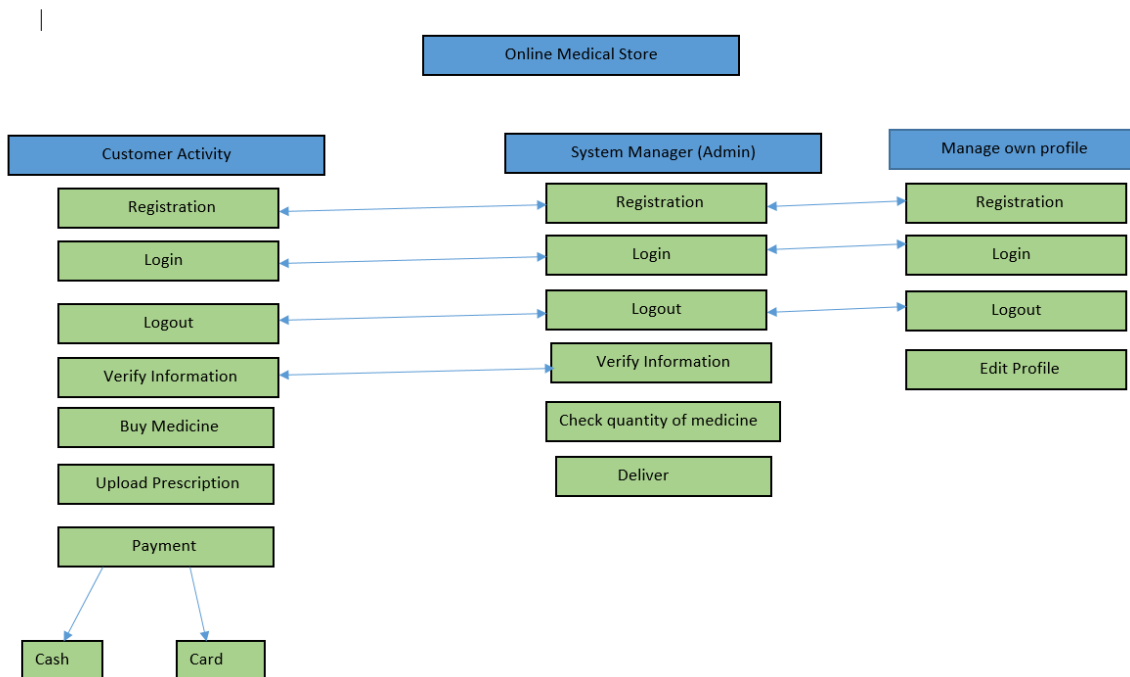 Online Medical Store
Customer Activity
System Manager (Admin)
Manage own profile
Registration
Registration
Registration
Login
Login
Login
Logout
Logout
Logout
Verify Information
Verify Information
Edit Profile
Buy Medicine
Check quantity of medicine
Upload Prescription
Deliver
Payment
Cash
Card